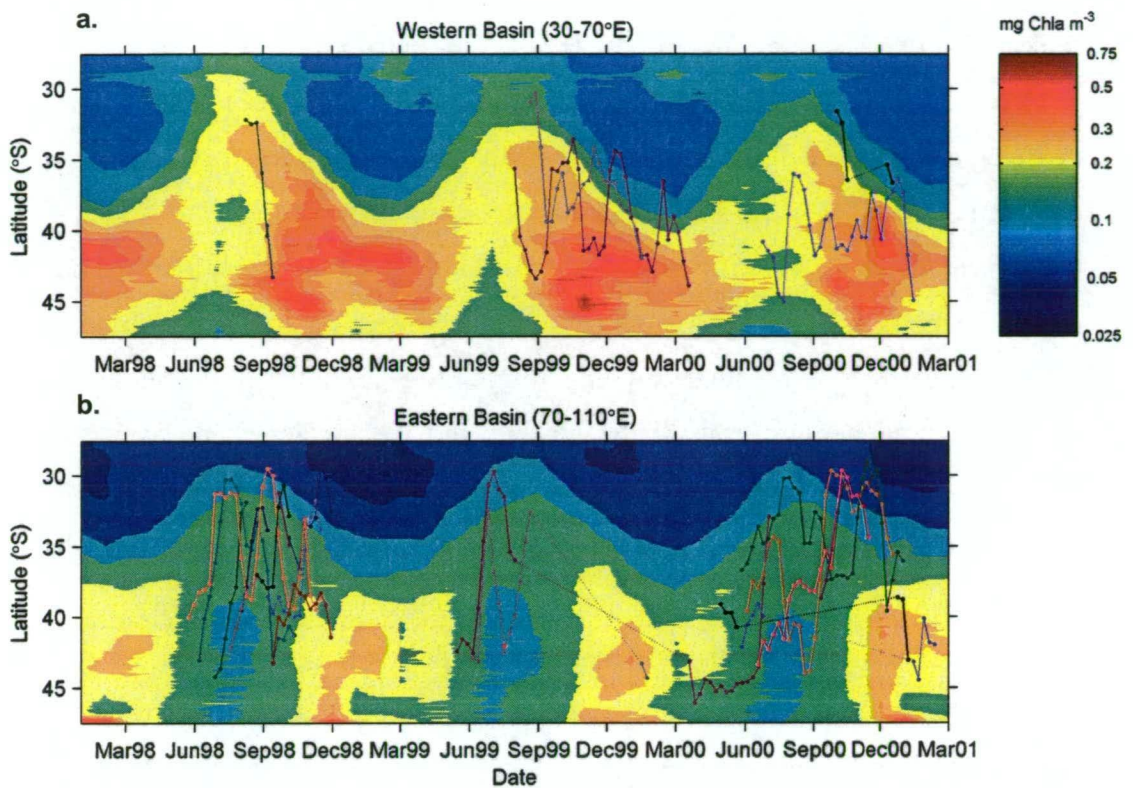 a.
Western Basin (30-70°E)
mg Chla m-3
30
35
40
45
Latitude (°S)
0.75
0.5
0.3
0.2
0.1
0.05
0.025
Mar98 Jun98 Sep98 Dec98 Mar99 Jun99 Sep99 Dec99 Mar00 Jun00 Sep00 Dec00 Mar01
b.
Eastern Basin (70-110°E)
30
35
40
45
Latitude (°S)
Mar98 Jun98 Sep98 Dec98 Mar99 Jun99 Sep99 Dec99 Mar00 Jun00 Sep00 Dec00 Mar01
Date